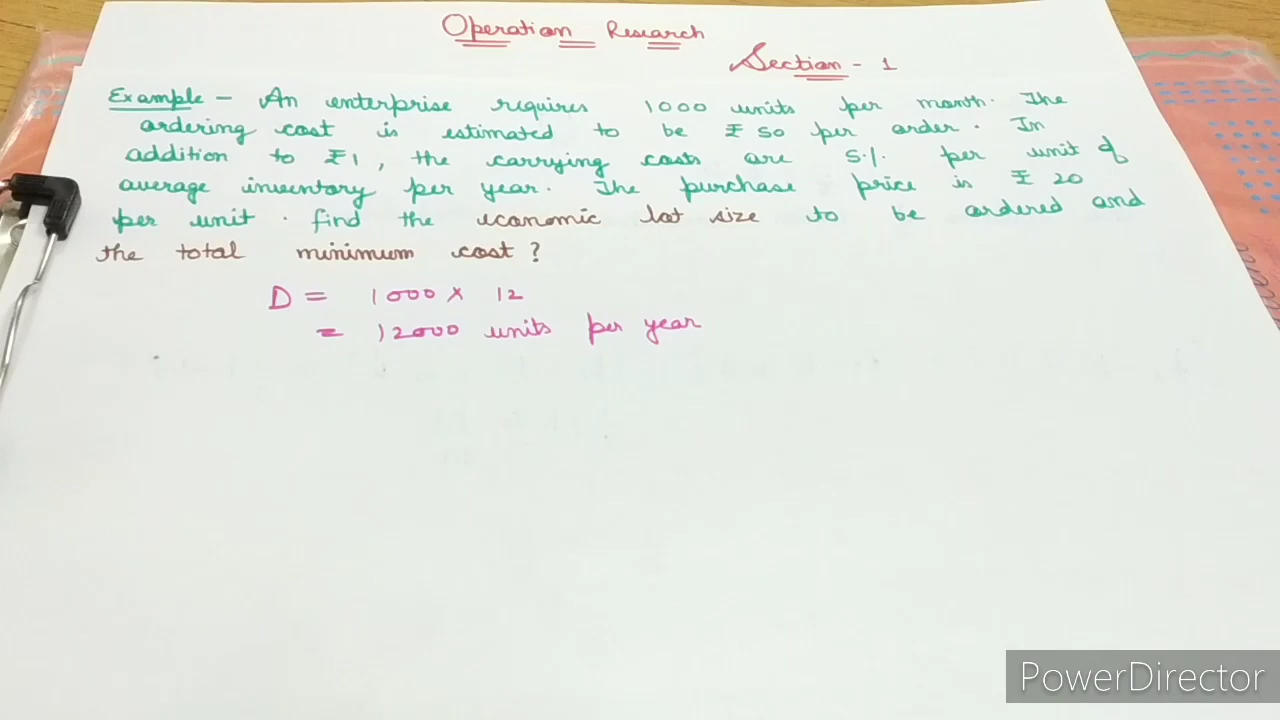 Operation Research
Section - 1
Example - An enterprise requires 1000 units per month. The
ordering cost is estimated to be ₹ 50 per order. In
addition to ₹1, the carrying costs are 5.% per unit of
average inventory per year. The purchase price is ₹ 20
per unit. find the economic lot size to be ordered and
the total minimum cost?
D = 1000 × 12
= 12000 units per year
PowerDirector